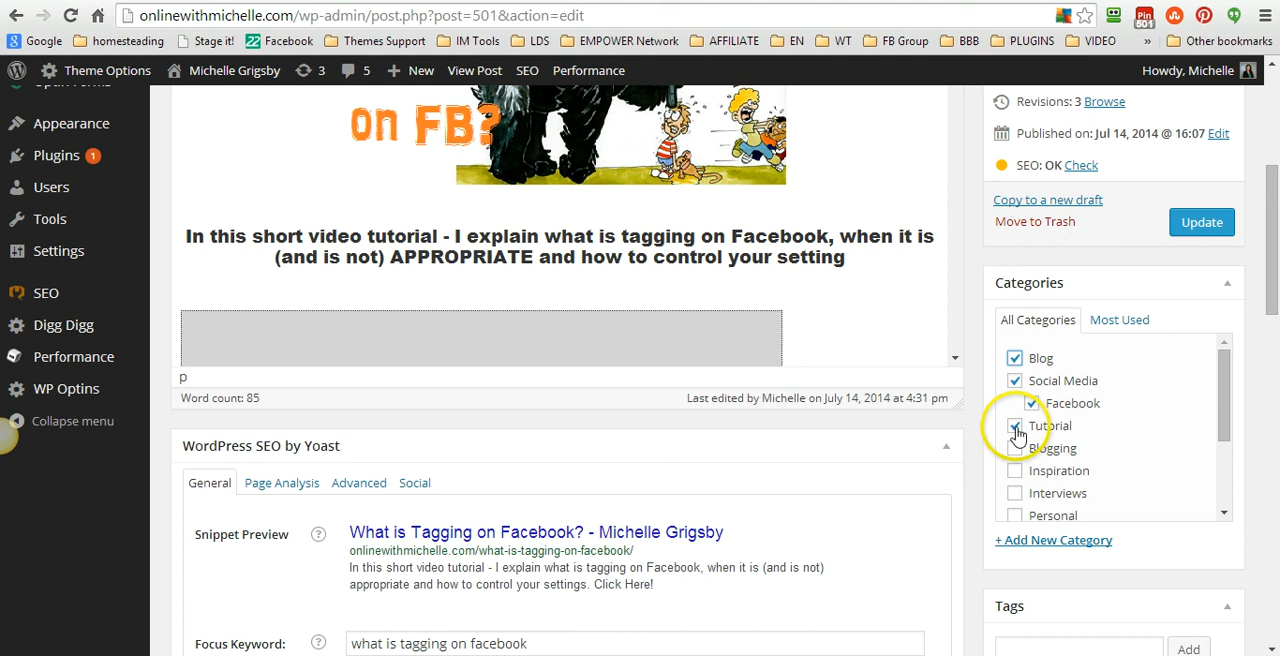 onlinewithmichelle.com/wp-admin/post.php?post=501&action=edit
Pin
501
Google homesteading Stage it! 22 Facebook Themes Support IM Tools LDS EMPOWER Network AFFILIATE EN WT FB Group BBB PLUGINS VIDEO » Other bookmarks
Theme Options Michelle Grigsby 3 5 + New View Post SEO Performance Howdy, Michelle
Appearance
Plugins 1
Users
Tools
Settings
SEO
Digg Digg
Performance
WP Optins
Collapse menu
on FB?
In this short video tutorial - I explain what is tagging on Facebook, when it is
(and is not) APPROPRIATE and how to control your setting
p
Word count: 85 Last edited by Michelle on July 14, 2014 at 4:31 pm
WordPress SEO by Yoast
General Page Analysis Advanced Social
Snippet Preview ? What is Tagging on Facebook? - Michelle Grigsby
onlinewithmichelle.com/what-is-tagging-on-facebook/
In this short video tutorial - I explain what is tagging on Facebook, when it is (and is not)
appropriate and how to control your settings. Click Here!
Focus Keyword: ? what is tagging on facebook
Revisions: 3 Browse
Published on: Jul 14, 2014 @ 16:07 Edit
SEO: OK Check
Copy to a new draft
Move to Trash
Update
Categories
All Categories Most Used
Blog
Social Media
Facebook
Tutorial
Blogging
Inspiration
Interviews
Personal
+ Add New Category
Tags
Add